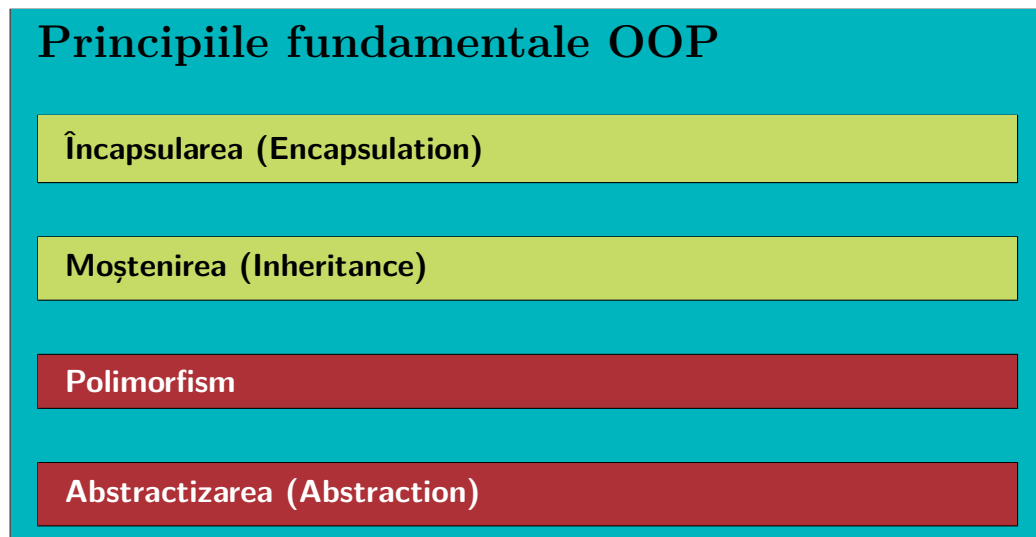 Principiile fundamentale OOP
Încapsularea (Encapsulation)
Moștenirea (Inheritance)
Polimorfism
Abstractizarea (Abstraction)